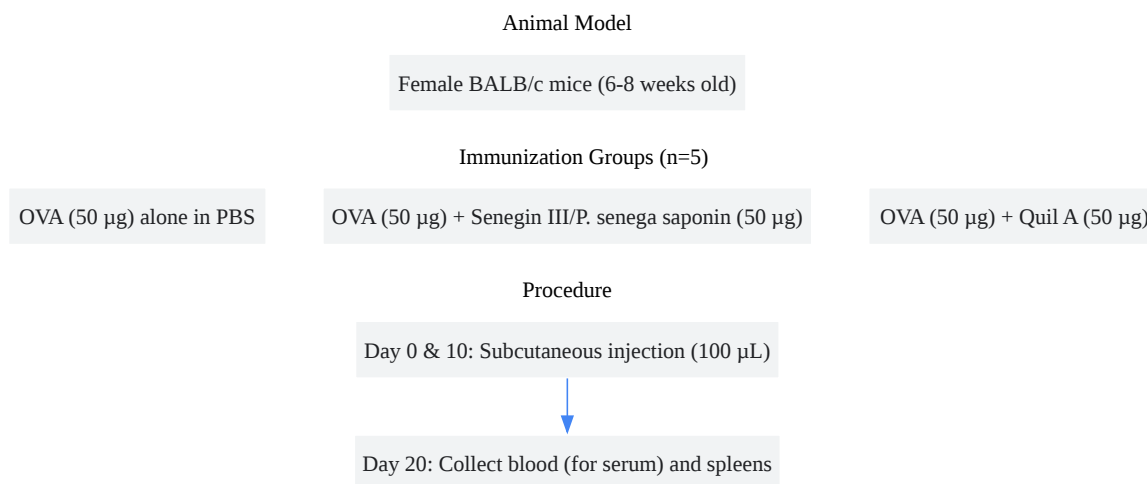 Animal Model
Female BALB/c mice (6-8 weeks old)
Immunization Groups (n=5)
OVA (50 µg) alone in PBS
OVA (50 µg) + Senegin III/P. senega saponin (50 µg)
OVA (50 µg) + Quil A (50 µg)
Procedure
Day 0 & 10: Subcutaneous injection (100 µL)
Day 20: Collect blood (for serum) and spleens